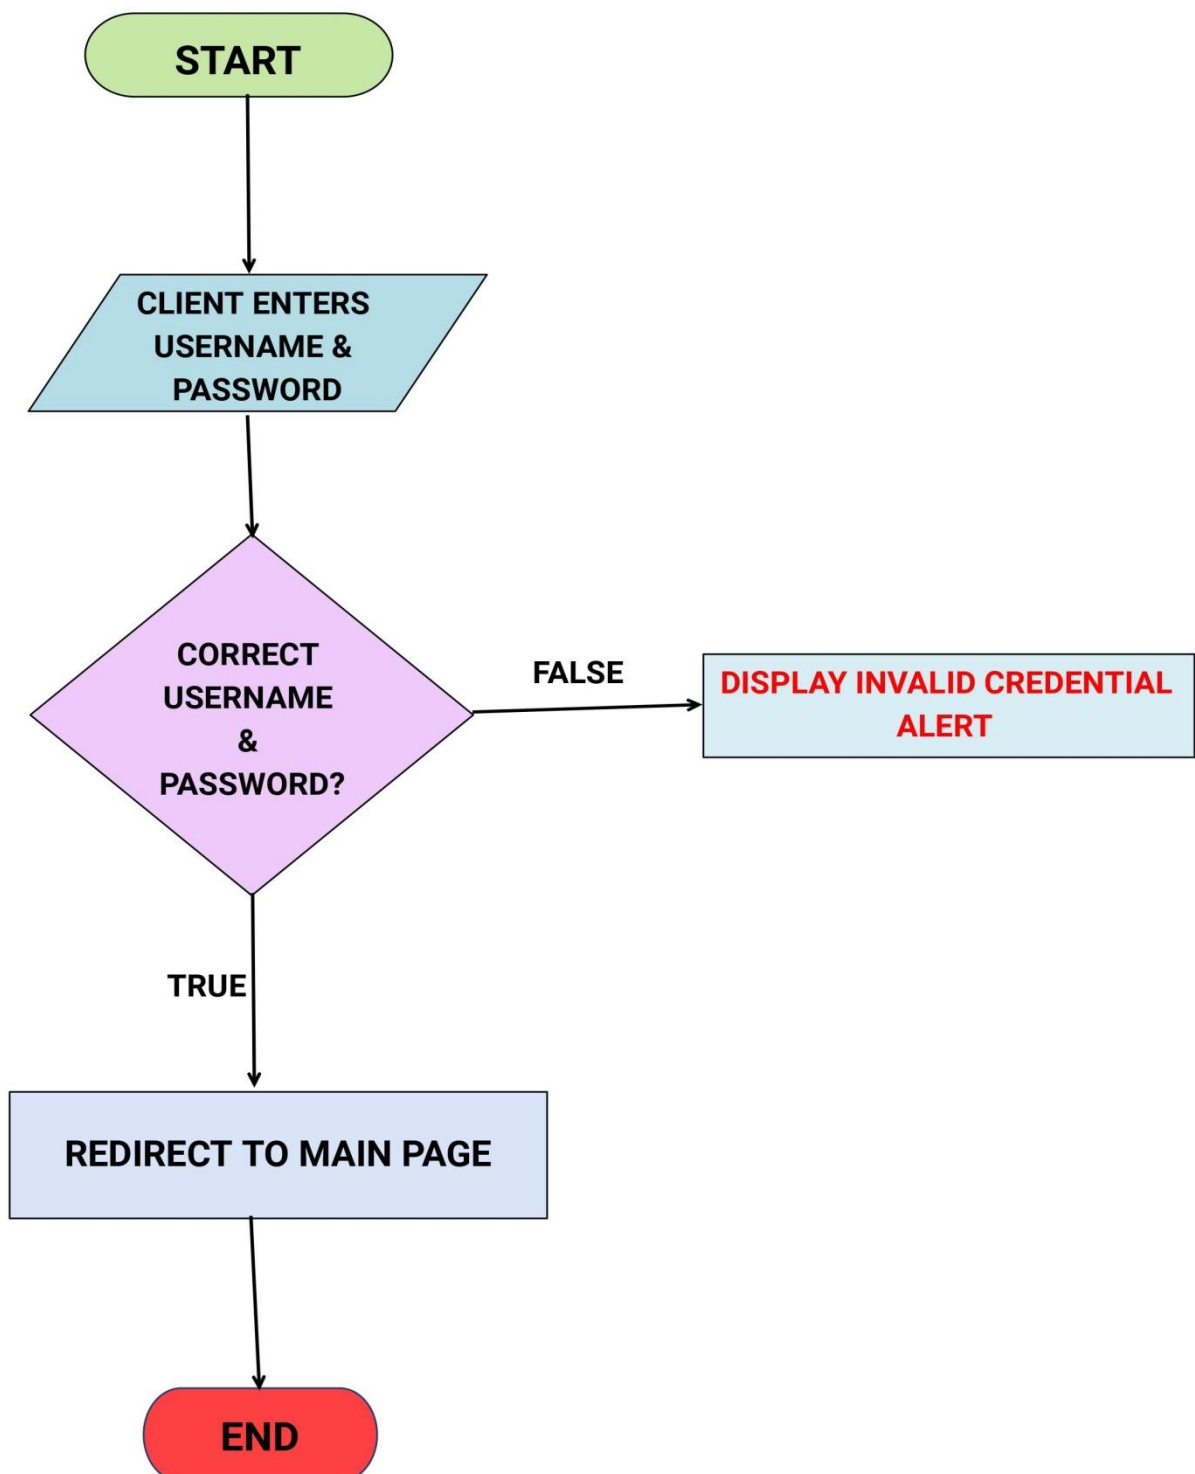 START
CLIENT ENTERS
USERNAME &
PASSWORD
CORRECT
USERNAME
&
PASSWORD?
FALSE
DISPLAY INVALID CREDENTIAL
ALERT
TRUE
REDIRECT TO MAIN PAGE
END